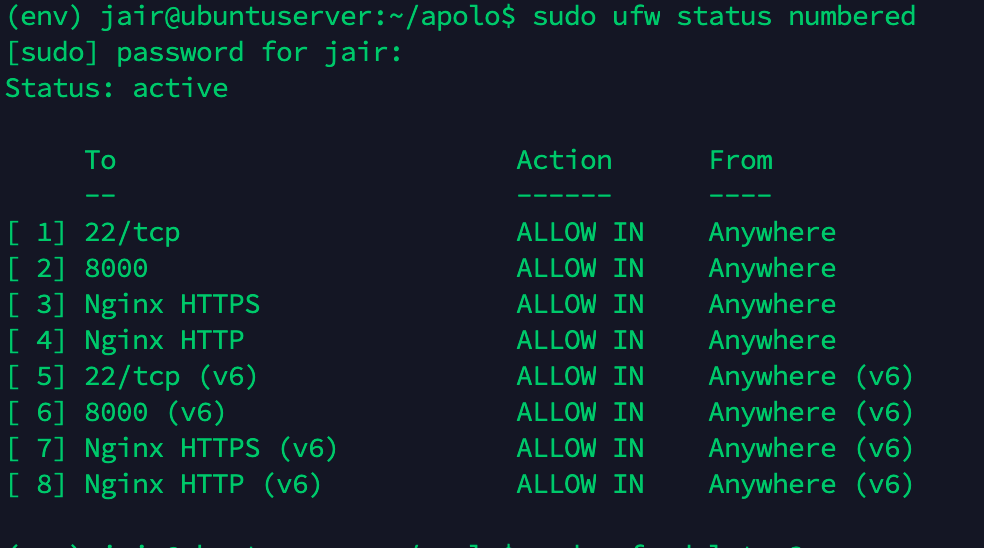 (env) jair@ubuntuserver:~/apolo$ sudo ufw status numbered
[sudo] password for jair:
Status: active
To Action From
-- ------ ----
[ 1] 22/tcp ALLOW IN Anywhere
[ 2] 8000 ALLOW IN Anywhere
[ 3] Nginx HTTPS ALLOW IN Anywhere
[ 4] Nginx HTTP ALLOW IN Anywhere
[ 5] 22/tcp (v6) ALLOW IN Anywhere (v6)
[ 6] 8000 (v6) ALLOW IN Anywhere (v6)
[ 7] Nginx HTTPS (v6) ALLOW IN Anywhere (v6)
[ 8] Nginx HTTP (v6) ALLOW IN Anywhere (v6)